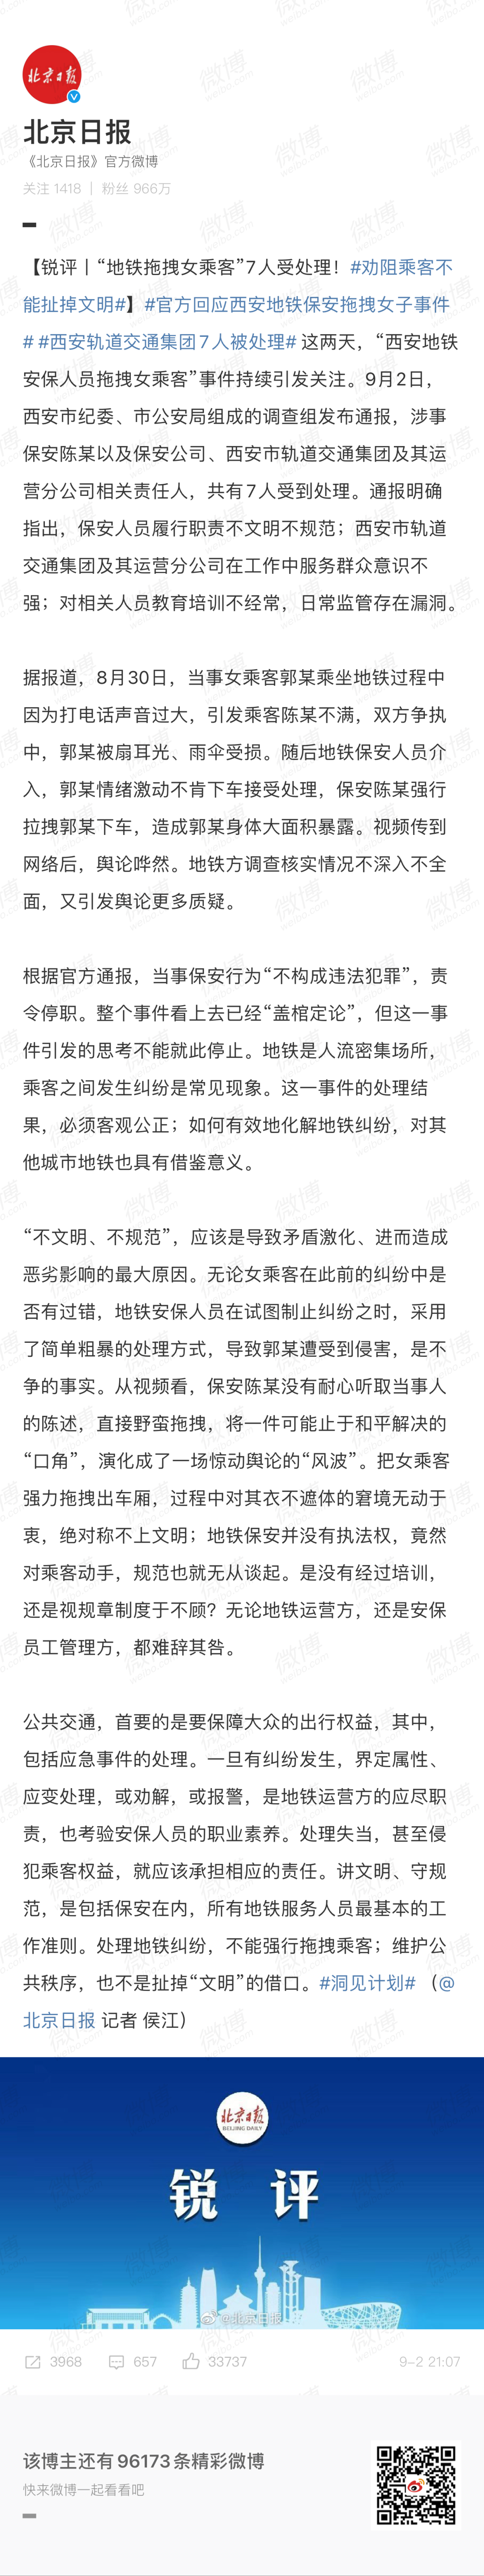 北京日报
北京日报
《北京日报》官方微博
关注 1418 | 粉丝 966万
【锐评丨“地铁拖拽女乘客”7人受处理！#劝阻乘客不
能扯掉文明#】#官方回应西安地铁保安拖拽女子事件
# #西安轨道交通集团7人被处理# 这两天，“西安地铁
安保人员拖拽女乘客”事件持续引发关注。9月2日，
西安市纪委、市公安局组成的调查组发布通报，涉事
保安陈某以及保安公司、西安市轨道交通集团及其运
营分公司相关责任人，共有7人受到处理。通报明确
指出，保安人员履行职责不文明不规范；西安市轨道
交通集团及其运营分公司在工作中服务群众意识不
强；对相关人员教育培训不经常，日常监管存在漏洞。
据报道，8月30日，当事女乘客郭某乘坐地铁过程中
因为打电话声音过大，引发乘客陈某不满，双方争执
中，郭某被扇耳光、雨伞受损。随后地铁保安人员介
入，郭某情绪激动不肯下车接受处理，保安陈某强行
拉拽郭某下车，造成郭某身体大面积暴露。视频传到
网络后，舆论哗然。地铁方调查核实情况不深入不全
面，又引发舆论更多质疑。
根据官方通报，当事保安行为“不构成违法犯罪”，责
令停职。整个事件看上去已经“盖棺定论”，但这一事
件引发的思考不能就此停止。地铁是人流密集场所，
乘客之间发生纠纷是常见现象。这一事件的处理结
果，必须客观公正；如何有效地化解地铁纠纷，对其
他城市地铁也具有借鉴意义。
“不文明、不规范”，应该是导致矛盾激化、进而造成
恶劣影响的最大原因。无论女乘客在此前的纠纷中是
否有过错，地铁安保人员在试图制止纠纷之时，采用
了简单粗暴的处理方式，导致郭某遭受到侵害，是不
争的事实。从视频看，保安陈某没有耐心听取当事人
的陈述，直接野蛮拖拽，将一件可能止于和平解决的
“口角”，演化成了一场惊动舆论的“风波”。把女乘客
强力拖拽出车厢，过程中对其衣不遮体的窘境无动于
衷，绝对称不上文明；地铁保安并没有执法权，竟然
对乘客动手，规范也就无从谈起。是没有经过培训，
还是视规章制度于不顾？无论地铁运营方，还是安保
员工管理方，都难辞其咎。
公共交通，首要的是要保障大众的出行权益，其中，
包括应急事件的处理。一旦有纠纷发生，界定属性、
应变处理，或劝解，或报警，是地铁运营方的应尽职
责，也考验安保人员的职业素养。处理失当，甚至侵
犯乘客权益，就应该承担相应的责任。讲文明、守规
范，是包括保安在内，所有地铁服务人员最基本的工
作准则。处理地铁纠纷，不能强行拖拽乘客；维护公
共秩序，也不是扯掉“文明”的借口。#洞见计划# （@
北京日报 记者 侯江）
北京日报
BEIJING DAILY
锐 评
@北京日报
3968 657 33737 9-2 21:07
该博主还有 96173 条精彩微博
快来微博一起看看吧